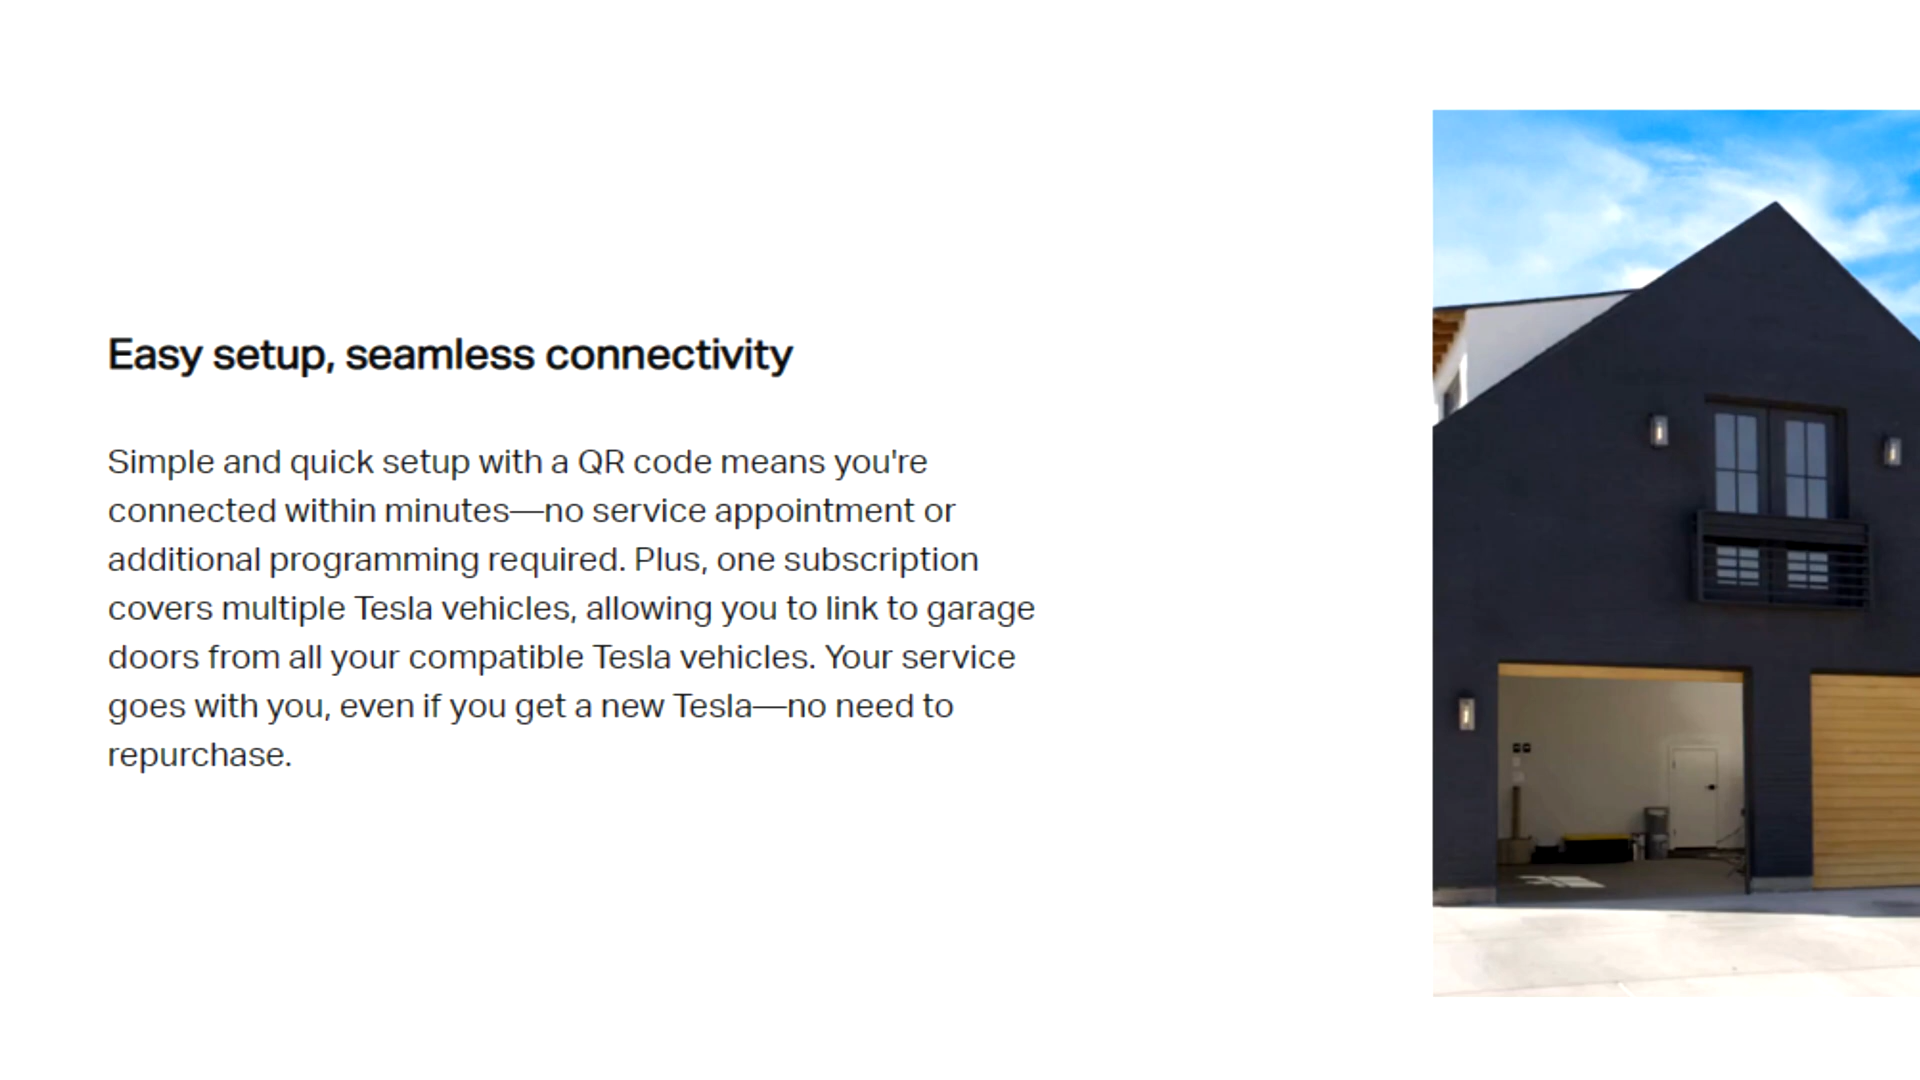 Easy setup, seamless connectivity
Simple and quick setup with a QR code means you're
connected within minutes—no service appointment or
additional programming required. Plus, one subscription
covers multiple Tesla vehicles, allowing you to link to garage
doors from all your compatible Tesla vehicles. Your service
goes with you, even if you get a new Tesla—no need to
repurchase.